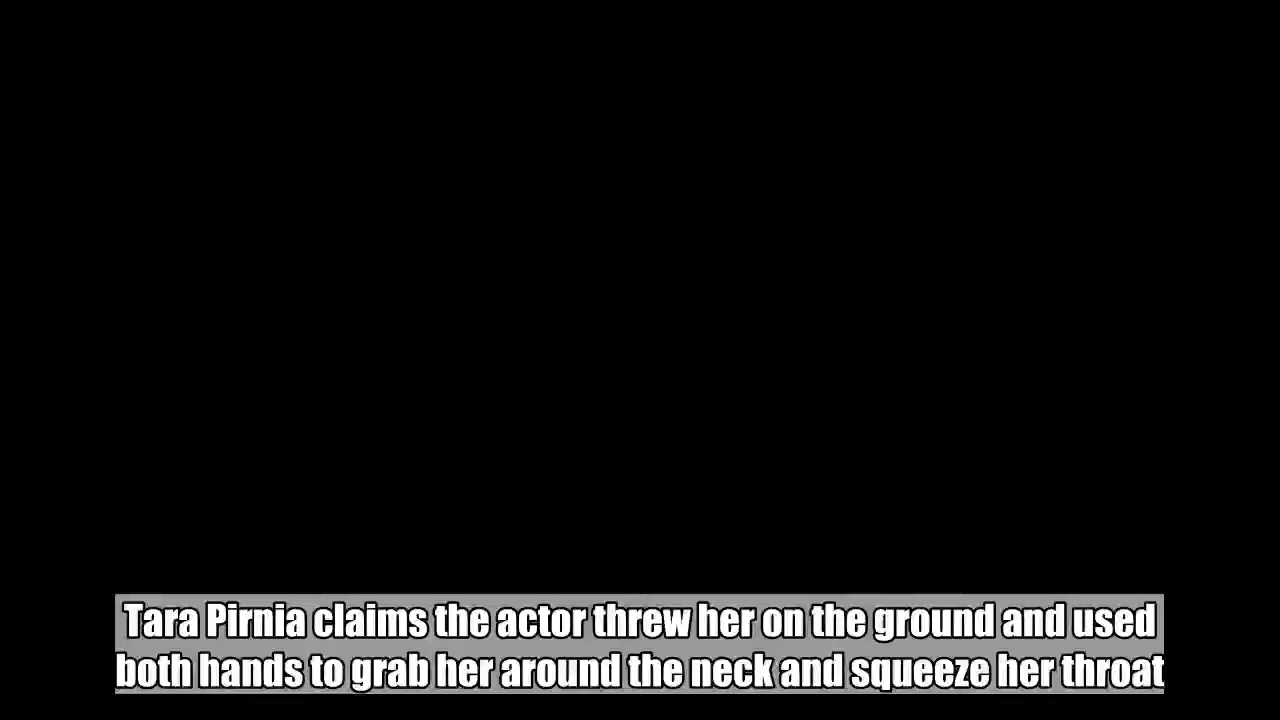 Tara Pirnia claims the actor threw her on the ground and used
both hands to grab her around the neck and squeeze her throat